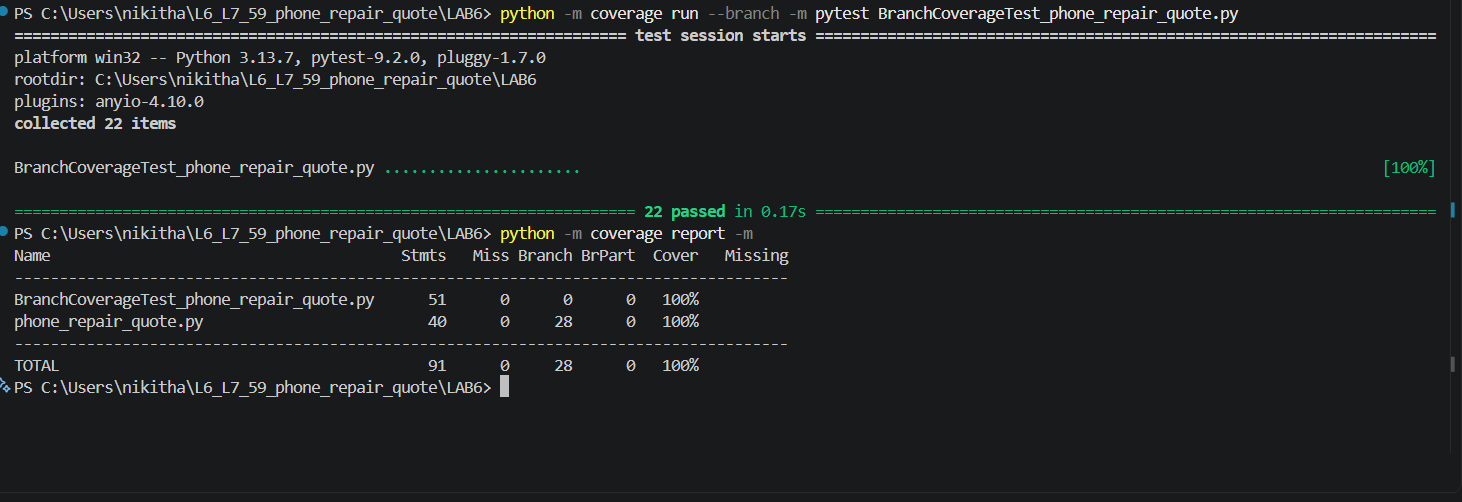 PS C:\Users\nikitha\L6_L7_59_phone_repair_quote\LAB6> python -m coverage run --branch -m pytest BranchCoverageTest_phone_repair_quote.py
==================================================================== test session starts =====================================================================
platform win32 -- Python 3.13.7, pytest-9.2.0, pluggy-1.7.0
rootdir: C:\Users\nikitha\L6_L7_59_phone_repair_quote\LAB6
plugins: anyio-4.10.0
collected 22 items
BranchCoverageTest_phone_repair_quote.py ...................... [100%]
===================================================================== 22 passed in 0.17s =====================================================================
PS C:\Users\nikitha\L6_L7_59_phone_repair_quote\LAB6> python -m coverage report -m
Name Stmts Miss Branch BrPart Cover Missing
--------------------------------------------------------------------------------------
BranchCoverageTest_phone_repair_quote.py 51 0 0 0 100%
phone_repair_quote.py 40 0 28 0 100%
--------------------------------------------------------------------------------------
TOTAL 91 0 28 0 100%
PS C:\Users\nikitha\L6_L7_59_phone_repair_quote\LAB6>